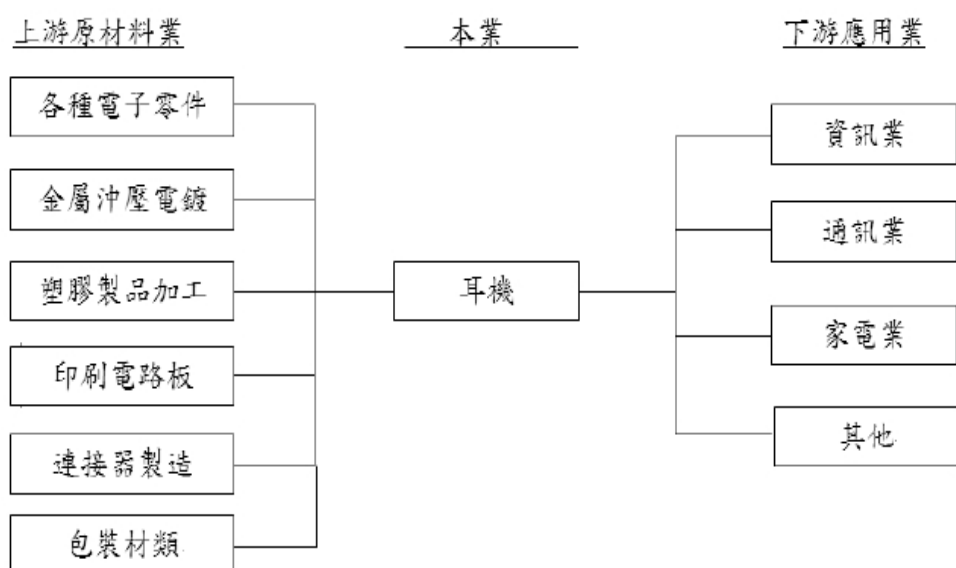 上游原材料業
本業
下游應用業
各種電子零件
金屬沖壓電鍍
塑膠製品加工
印刷電路板
連接器製造
包裝材類
耳機
資訊業
通訊業
家電業
其他